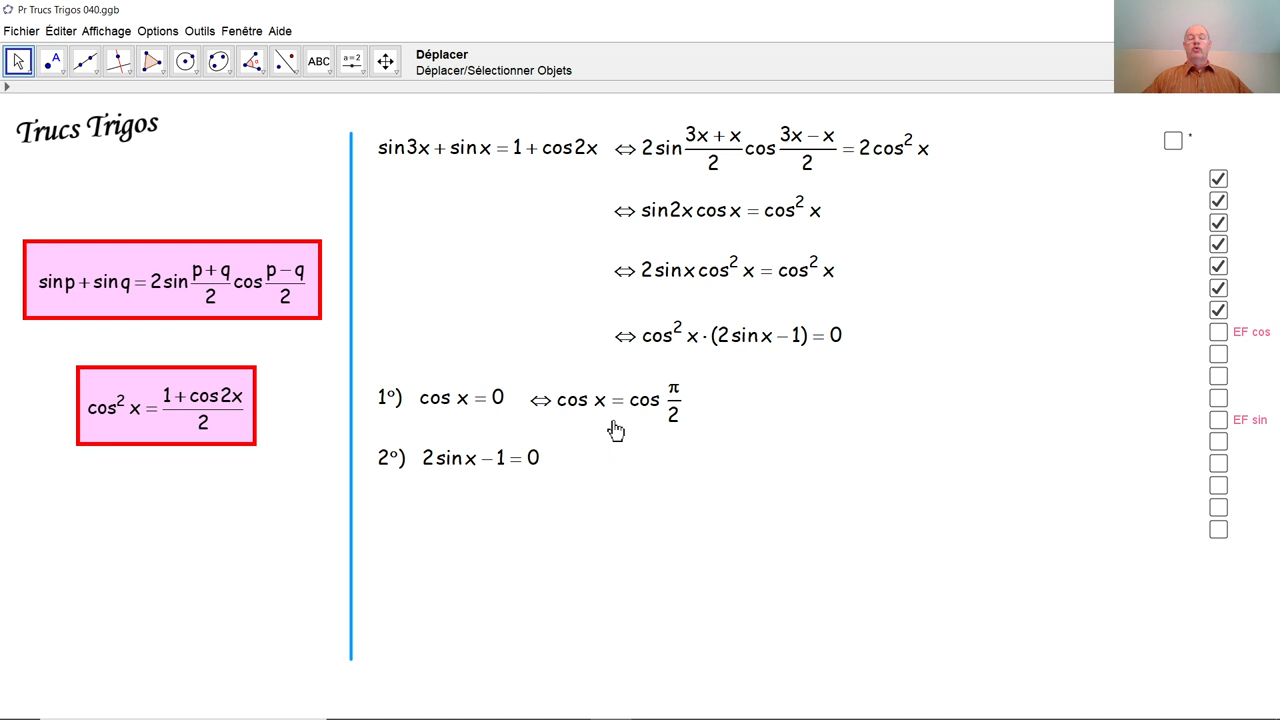 Pr Trucs Trigos 040.ggb
Fichier Éditer Affichage Options Outils Fenêtre Aide
A ABC a=2
Déplacer
Déplacer/Sélectionner Objets
Trucs Trigos
sin3x + sin x = 1 + cos2x ⇔ 2 sin (3x + x)/2 cos (3x − x)/2 = 2 cos² x
*
⇔ sin2x cos x = cos² x
sin p + sin q = 2 sin (p + q)/2 cos (p − q)/2
⇔ 2 sin x cos² x = cos² x
⇔ cos² x · (2 sin x − 1) = 0
EF cos
cos² x = (1 + cos2x)/2
1°) cos x = 0 ⇔ cos x = cos π/2
EF sin
2°) 2 sin x − 1 = 0